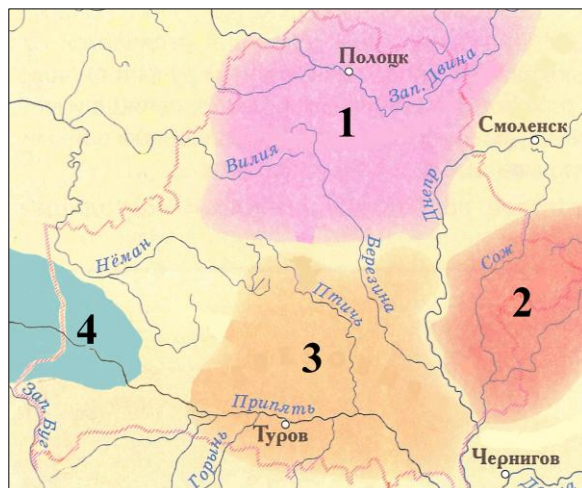 Полоцк
Зап. Двина
1
Смоленск
Вилия
Днепр
Березина
Нёман
Сож
2
Птичь
4
3
Зап. Буг
Припять
Туров
Горынь
Чернигов